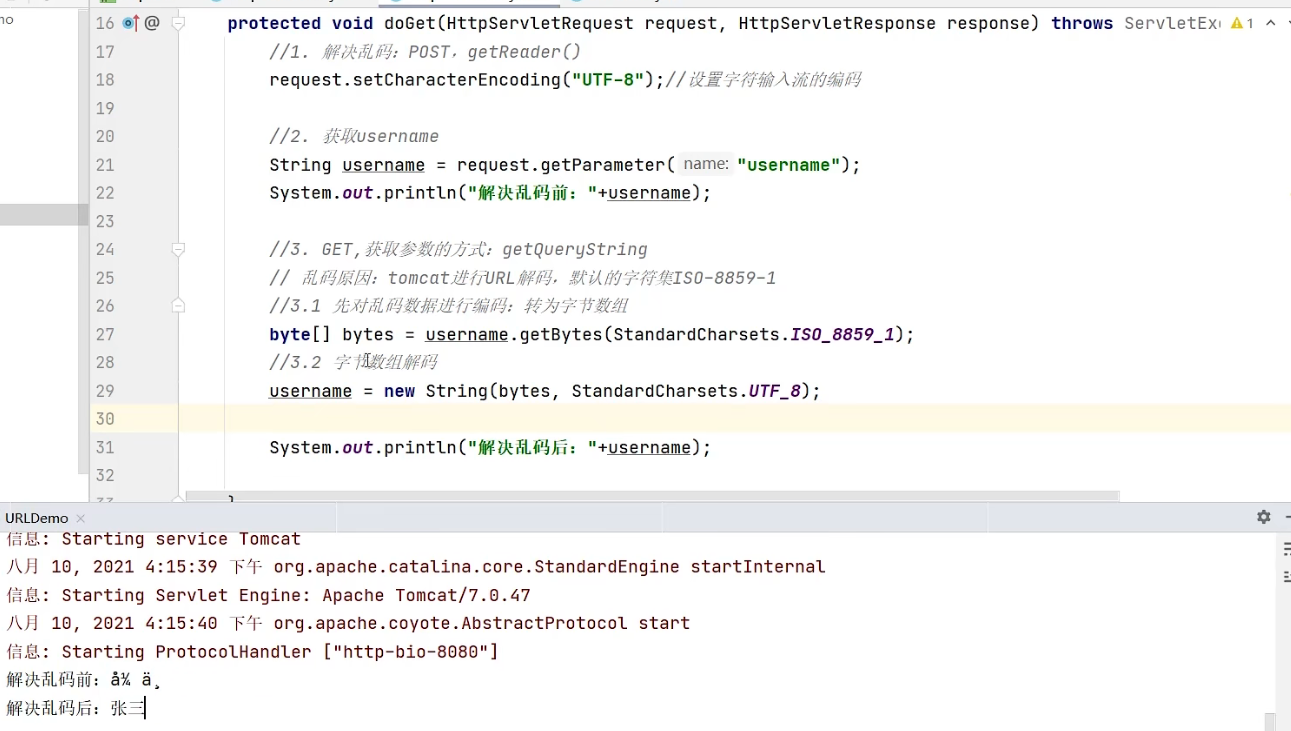 16 protected void doGet(HttpServletRequest request, HttpServletResponse response) throws ServletEx 1
17 //1. 解决乱码：POST，getReader()
18 request.setCharacterEncoding("UTF-8");//设置字符输入流的编码
19
20 //2. 获取username
21 String username = request.getParameter( name: "username");
22 System.out.println("解决乱码前："+username);
23
24 //3. GET,获取参数的方式：getQueryString
25 // 乱码原因：tomcat进行URL解码，默认的字符集ISO-8859-1
26 //3.1 先对乱码数据进行编码：转为字节数组
27 byte[] bytes = username.getBytes(StandardCharsets.ISO_8859_1);
28 //3.2 字节数组解码
29 username = new String(bytes, StandardCharsets.UTF_8);
30
31 System.out.println("解决乱码后："+username);
32
URLDemo
信息: Starting service Tomcat
八月 10, 2021 4:15:39 下午 org.apache.catalina.core.StandardEngine startInternal
信息: Starting Servlet Engine: Apache Tomcat/7.0.47
八月 10, 2021 4:15:40 下午 org.apache.coyote.AbstractProtocol start
信息: Starting ProtocolHandler ["http-bio-8080"]
解决乱码前：å¼ ä¸
解决乱码后：张三